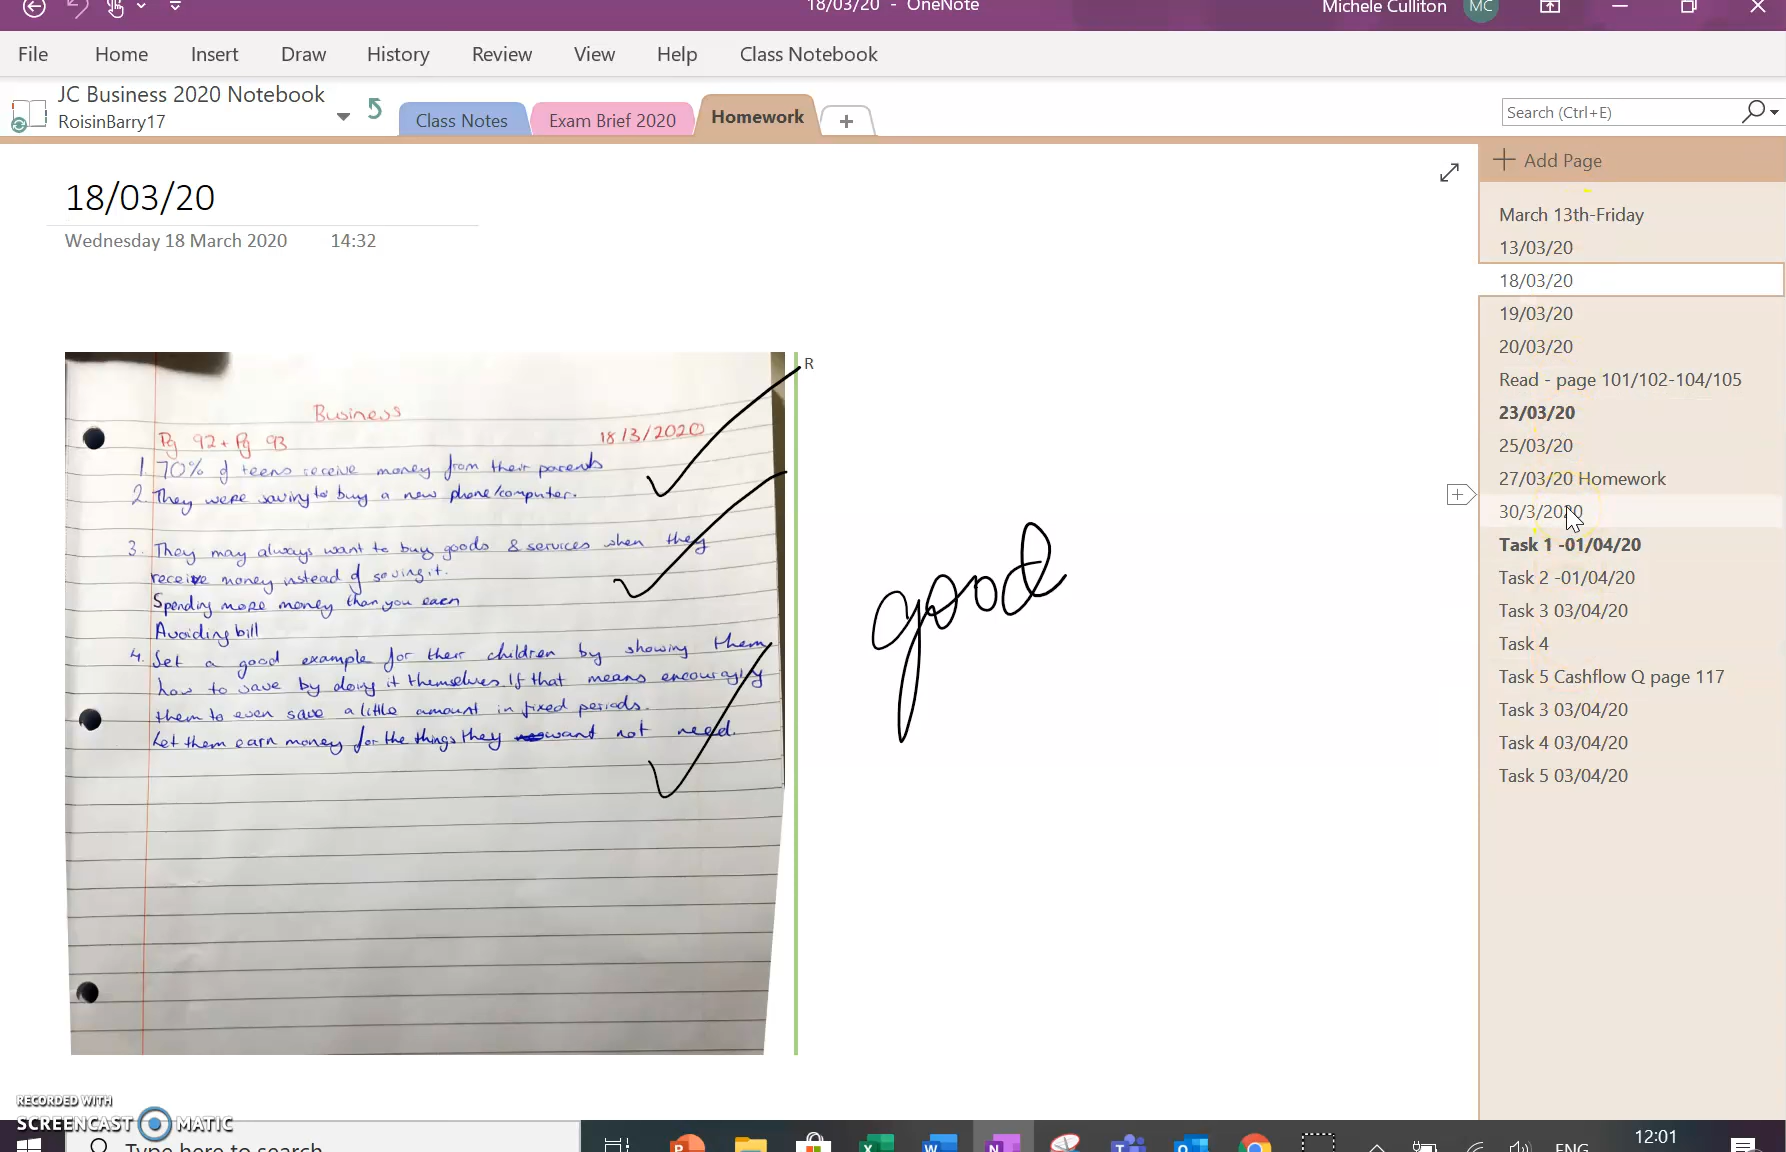 18/03/20 - OneNote
Michele Culliton
MC
File
Home
Insert
Draw
History
Review
View
Help
Class Notebook
JC Business 2020 Notebook
RoisinBarry17
Class Notes
Exam Brief 2020
Homework
Search (Ctrl+E)
18/03/20
Wednesday 18 March 2020
14:32
R
Business
Pg 92 + Pg 93
18/3/2020
1. 70% of teens receive money from their parents
2. They were saving to buy a new phone/computer.
3. They may always want to buy goods & services when they
receive money instead of saving it.
Spending more money than you earn
Avoiding bill
4. Set a good example for their children by showing them
how to save by doing it themselves. If that means encouraging
them to even save a little amount in fixed periods.
Let them earn money for the things they want not need.
good
Add Page
March 13th-Friday
13/03/20
18/03/20
19/03/20
20/03/20
Read - page 101/102-104/105
23/03/20
25/03/20
27/03/20 Homework
30/3/2020
Task 1 -01/04/20
Task 2 -01/04/20
Task 3 03/04/20
Task 4
Task 5 Cashflow Q page 117
Task 3 03/04/20
Task 4 03/04/20
Task 5 03/04/20
RECORDED WITH
SCREENCAST MATIC
Type here to search
ENG
12:01